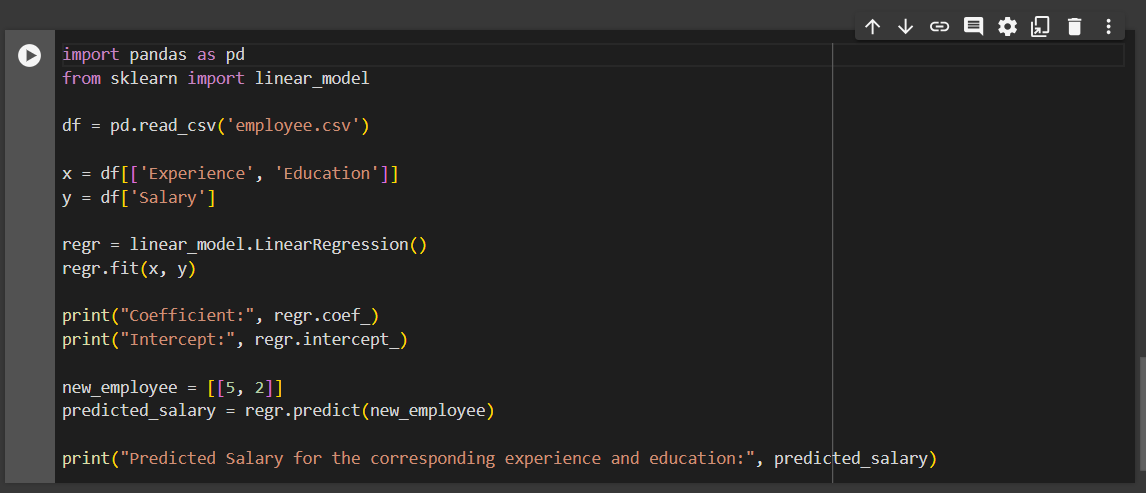 import pandas as pd
from sklearn import linear_model
df = pd.read_csv('employee.csv')
x = df[['Experience', 'Education']]
y = df['Salary']
regr = linear_model.LinearRegression()
regr.fit(x, y)
print("Coefficient:", regr.coef_)
print("Intercept:", regr.intercept_)
new_employee = [[5, 2]]
predicted_salary = regr.predict(new_employee)
print("Predicted Salary for the corresponding experience and education:", predicted_salary)